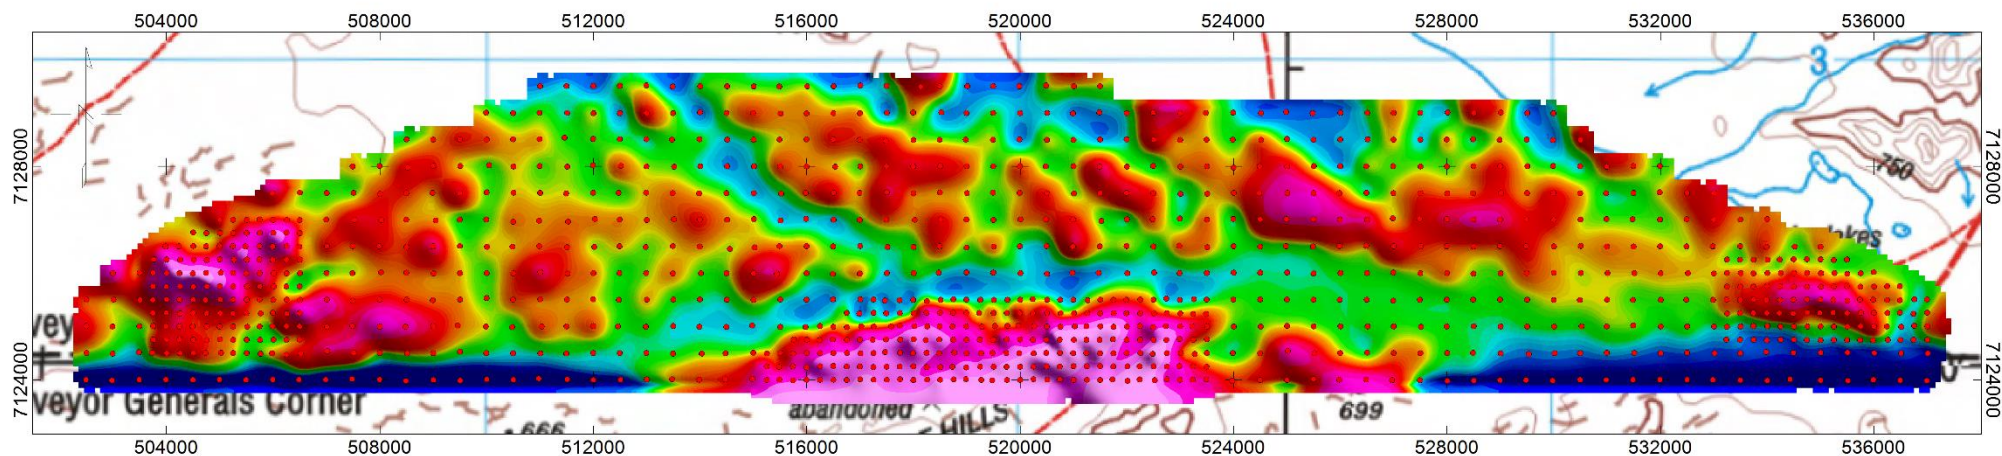 504000 508000 512000 516000 520000 524000 528000 532000 536000
3
7128000 750 7128000
lakes
vey
7124000 7124000
veyor Generals Corner abandoned HILLS 699
666
504000 508000 512000 516000 520000 524000 528000 532000 536000